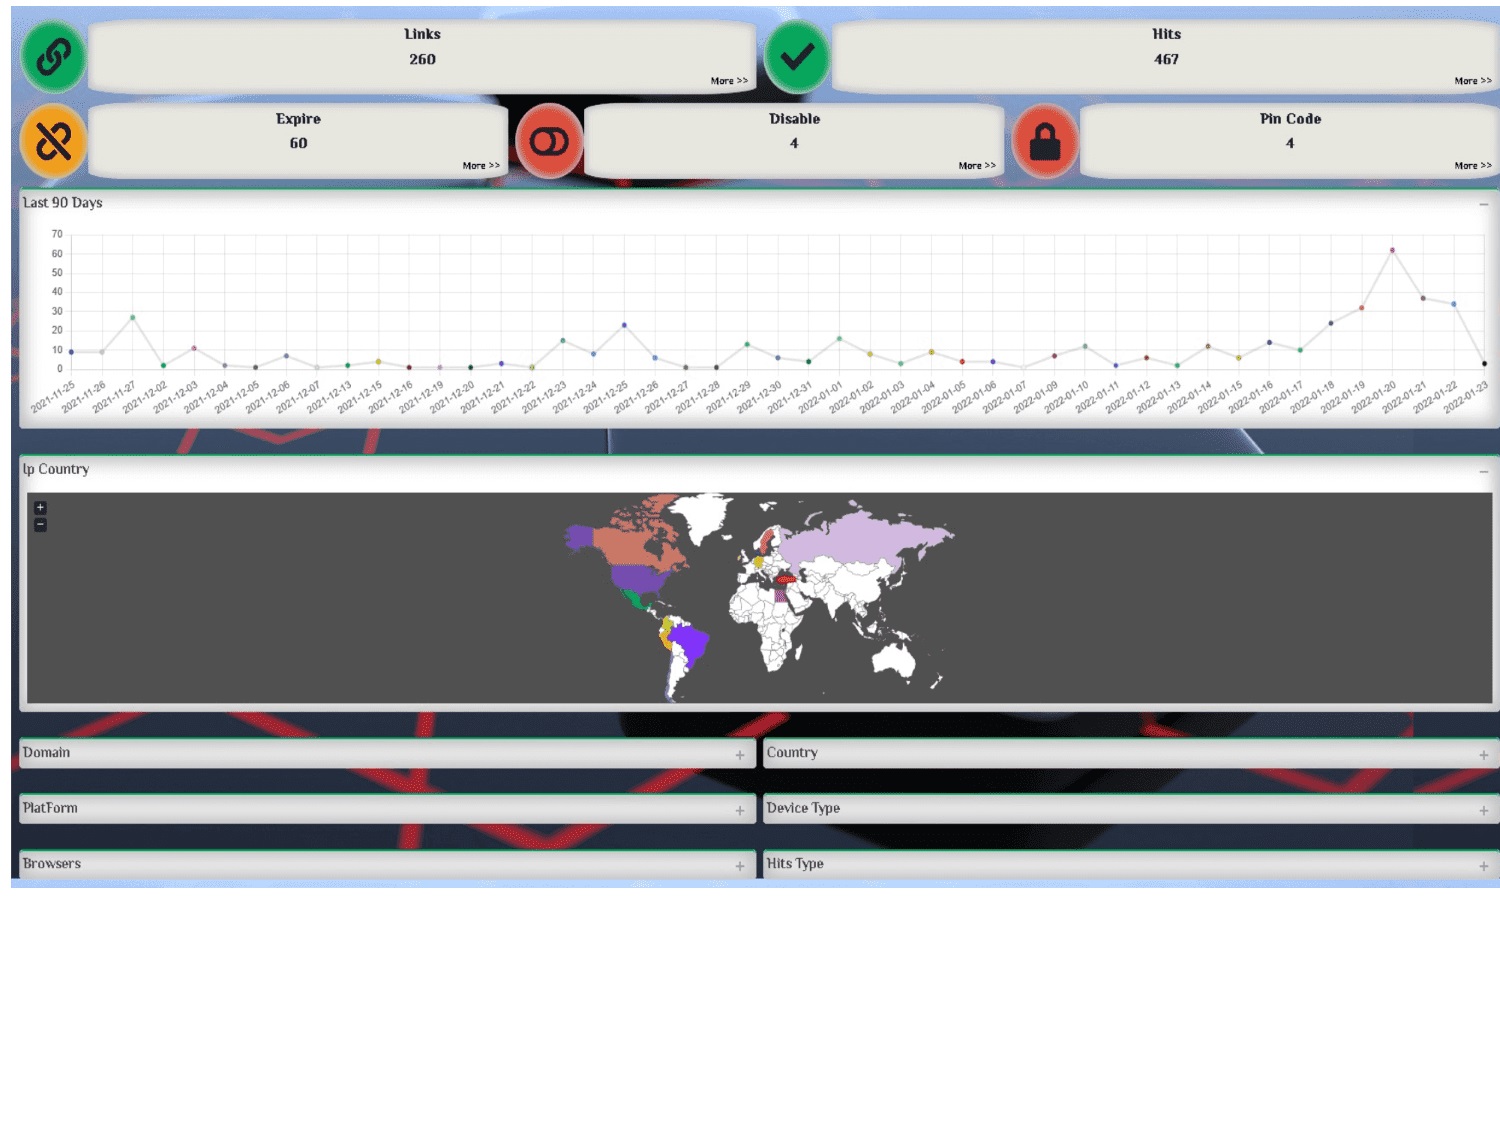 Links
260
More >>
Hits
467
More >>
Expire
60
More >>
Disable
4
More >>
Pin Code
4
More >>
Last 90 Days
70
60
50
40
30
20
10
0
2021-11-25 2021-11-26 2021-11-27 2021-12-02 2021-12-03 2021-12-04 2021-12-05 2021-12-06 2021-12-07 2021-12-13 2021-12-15 2021-12-16 2021-12-19 2021-12-20 2021-12-21 2021-12-22 2021-12-23 2021-12-24 2021-12-25 2021-12-26 2021-12-27 2021-12-28 2021-12-29 2021-12-30 2021-12-31 2022-01-01 2022-01-02 2022-01-03 2022-01-04 2022-01-05 2022-01-06 2022-01-07 2022-01-09 2022-01-10 2022-01-11 2022-01-12 2022-01-13 2022-01-14 2022-01-15 2022-01-16 2022-01-17 2022-01-18 2022-01-19 2022-01-20 2022-01-21 2022-01-22 2022-01-23
Ip Country
+
−
Domain +
Country +
PlatForm +
Device Type +
Browsers +
Hits Type +